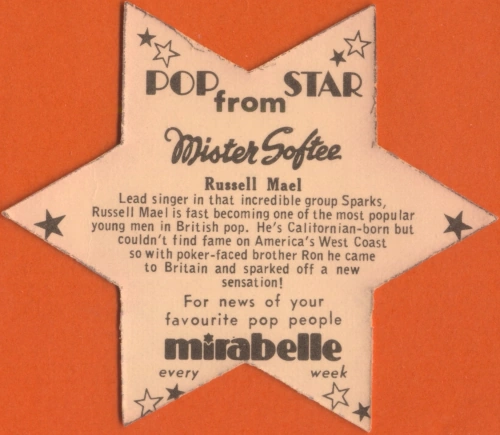 POP from STAR
Mister Softee
Russell Mael
Lead singer in that incredible group Sparks,
Russell Mael is fast becoming one of the most popular
young men in British pop. He's Californian-born but
couldn't find fame on America's West Coast
so with poker-faced brother Ron he came
to Britain and sparked off a new
sensation!
For news of your
favourite pop people
mirabelle
every week